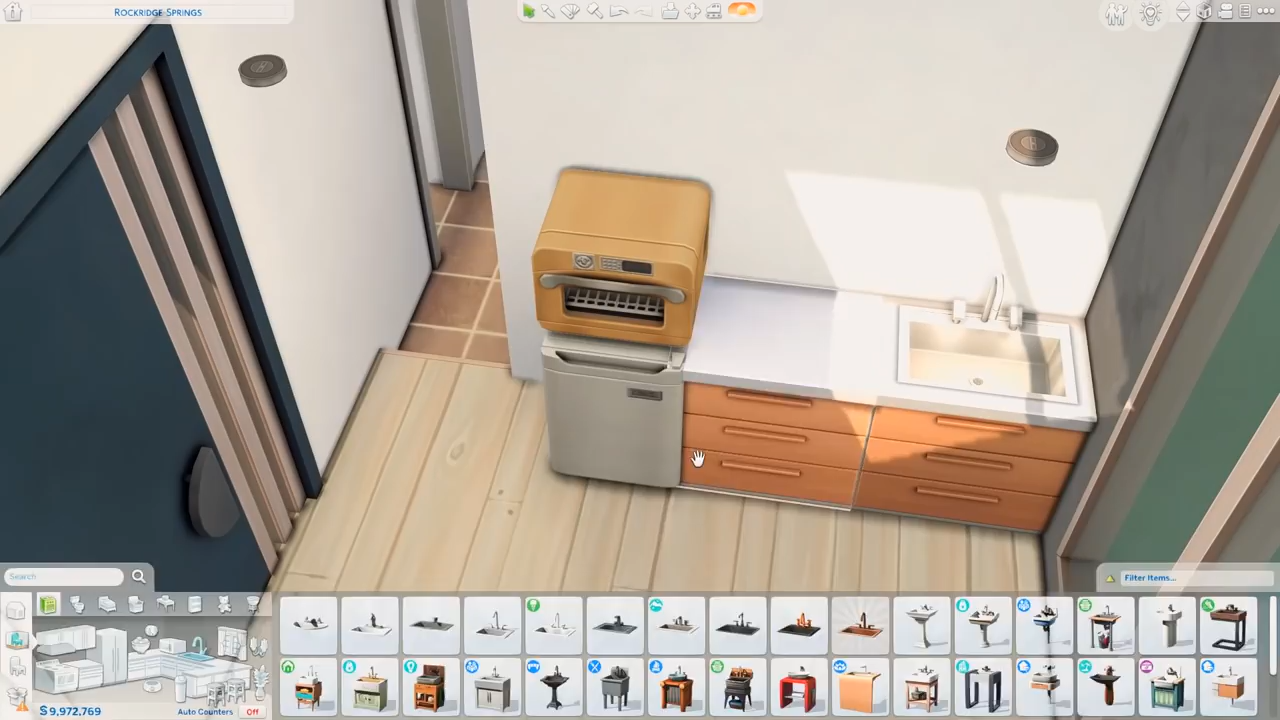 ROCKRIDGE SPRINGS
Search
Filter Items...
$9,972,769
Auto Counters
Off